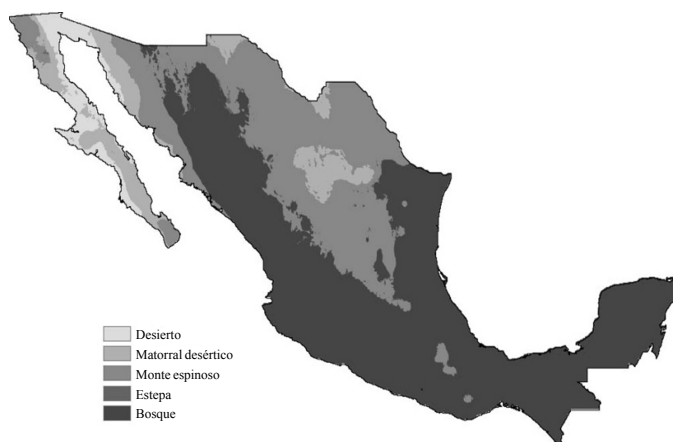 Desierto
Matorral desértico
Monte espinoso
Estepa
Bosque